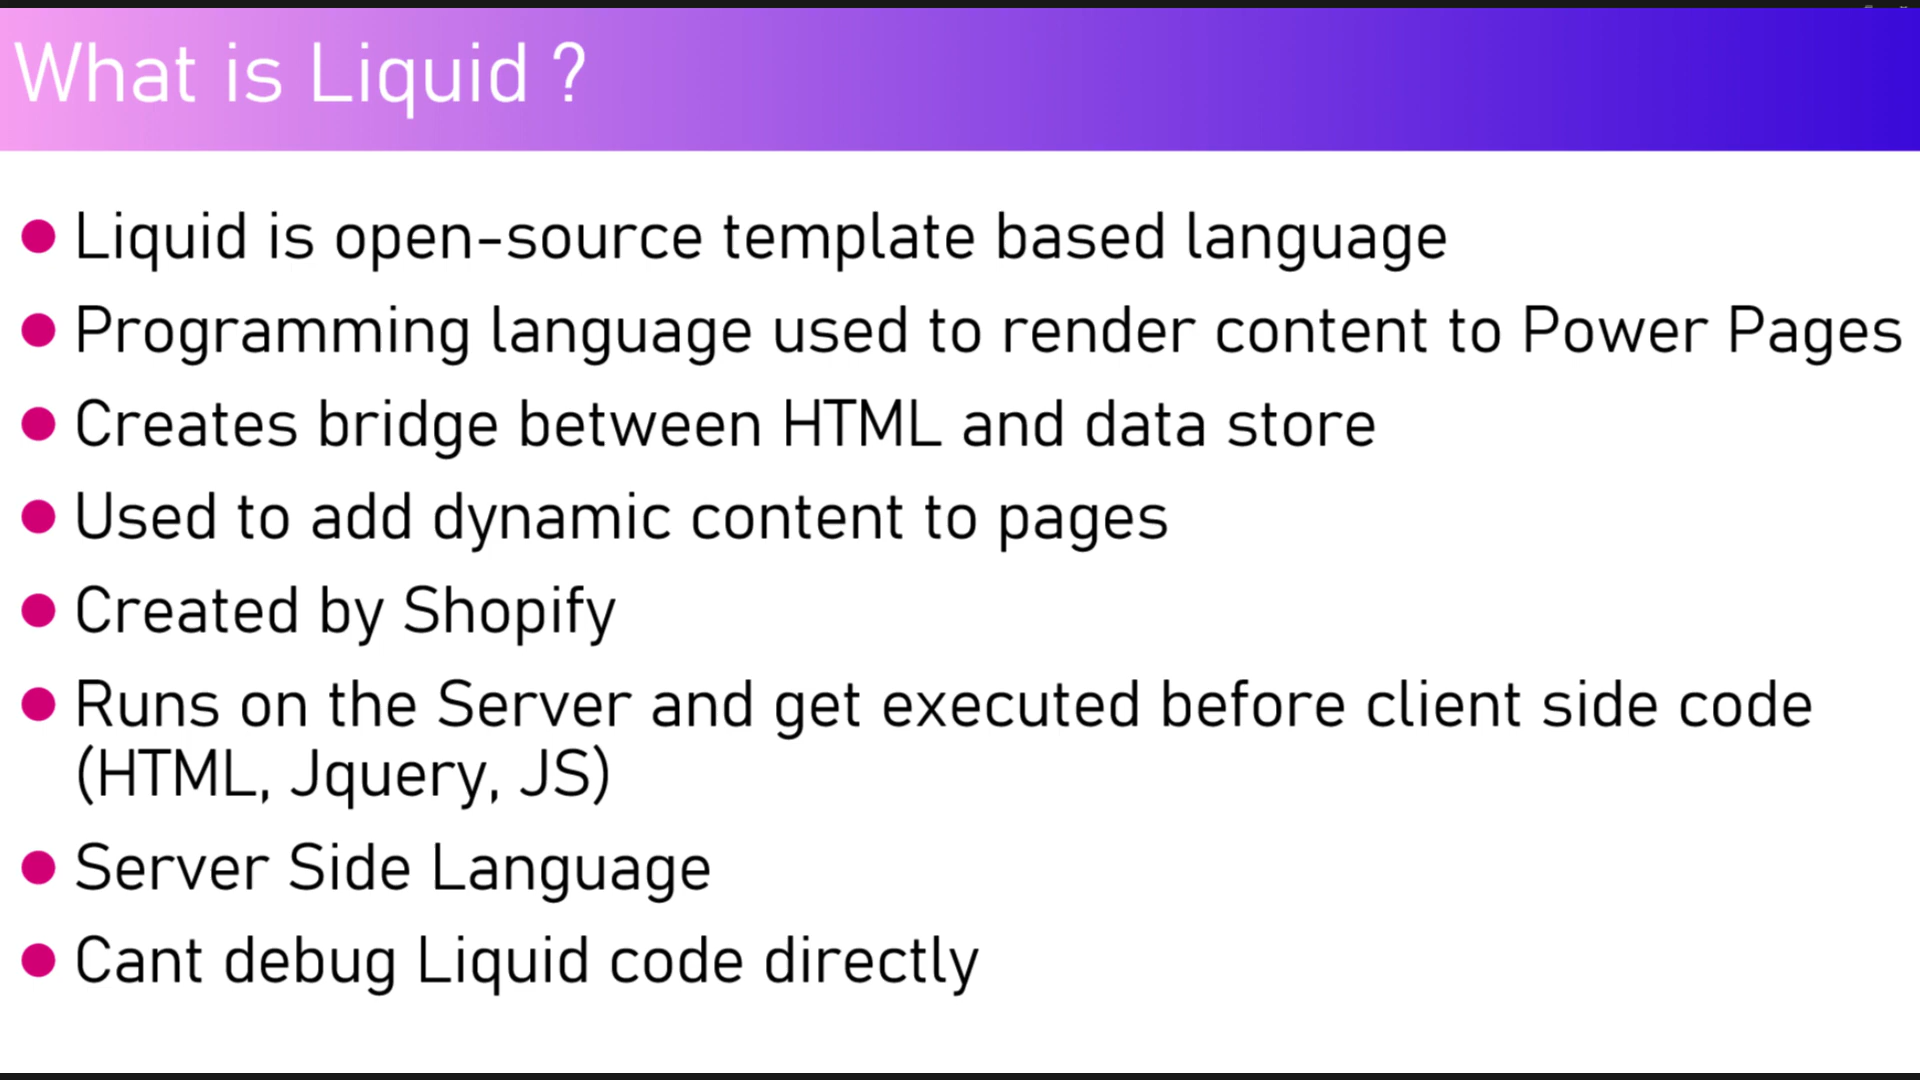 What is Liquid ?
● Liquid is open-source template based language
● Programming language used to render content to Power Pages
● Creates bridge between HTML and data store
● Used to add dynamic content to pages
● Created by Shopify
● Runs on the Server and get executed before client side code
(HTML, Jquery, JS)
● Server Side Language
● Cant debug Liquid code directly